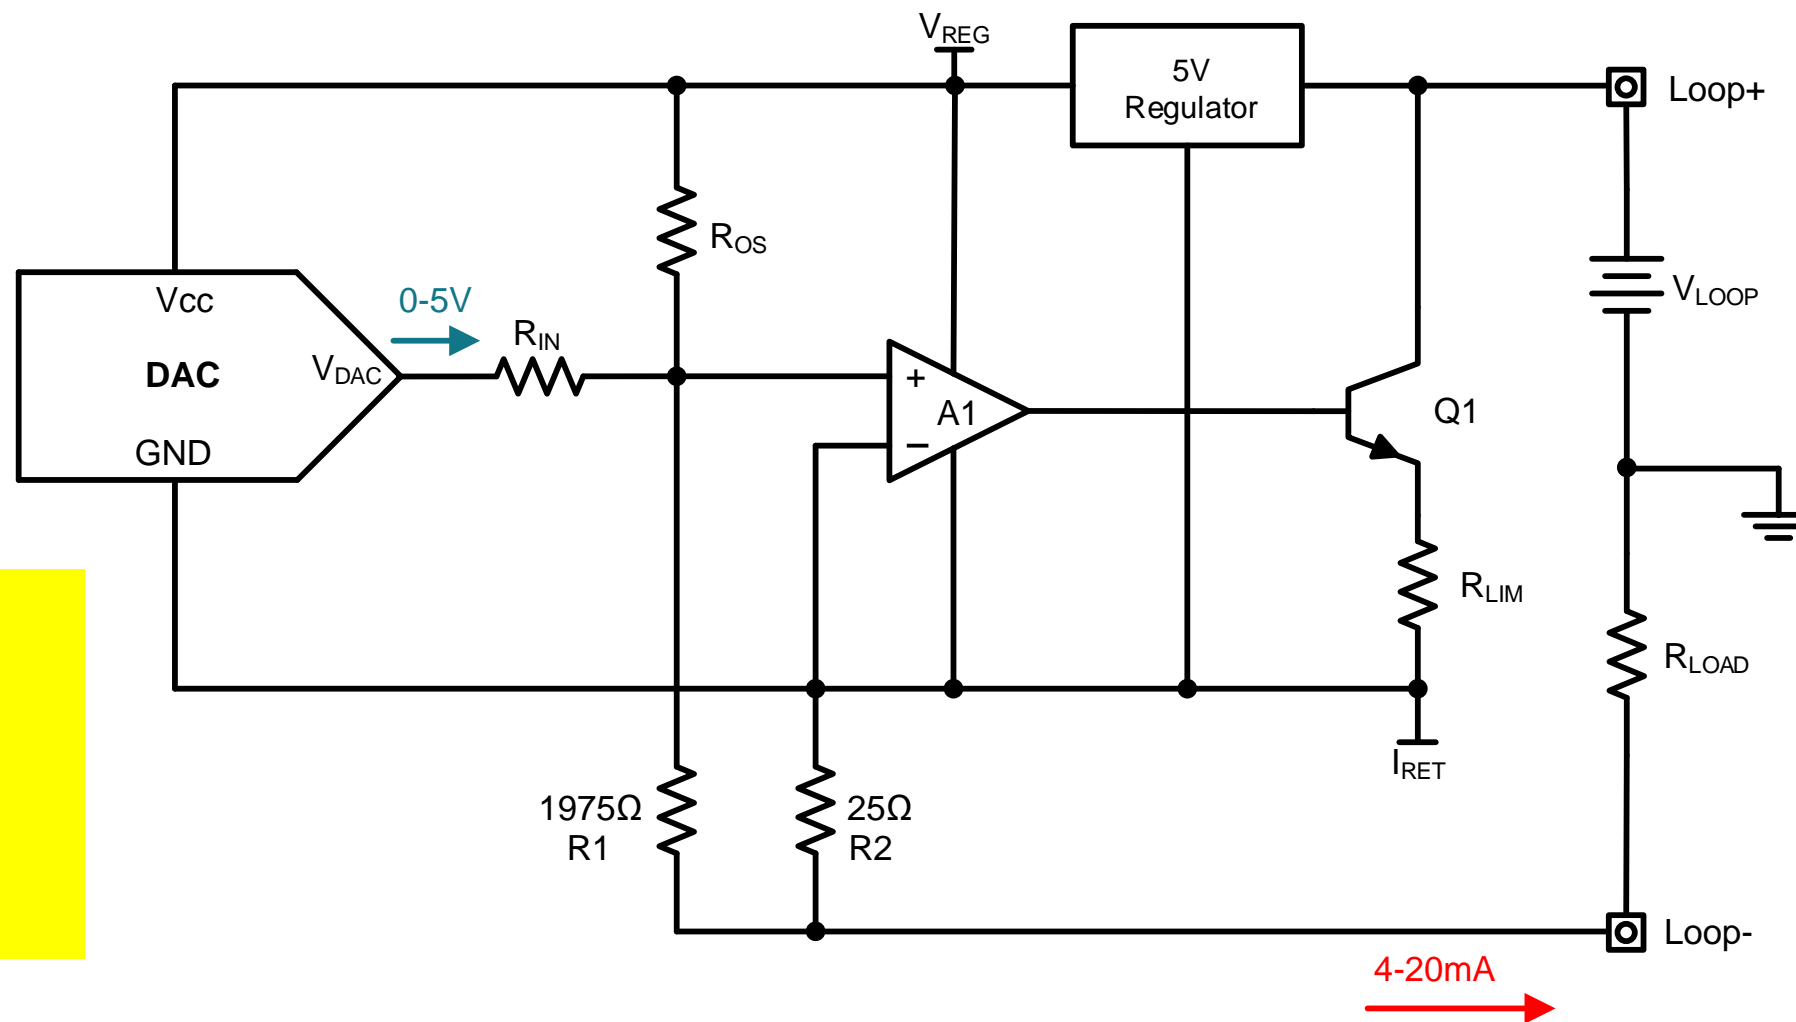 VREG
5V
Regulator
Loop+
ROS
Vcc
0-5V
RIN
DAC
VDAC
GND
+
A1
−
Q1
VLOOP
RLIM
RLOAD
IRET
1975Ω
R1
25Ω
R2
Loop-
4-20mA